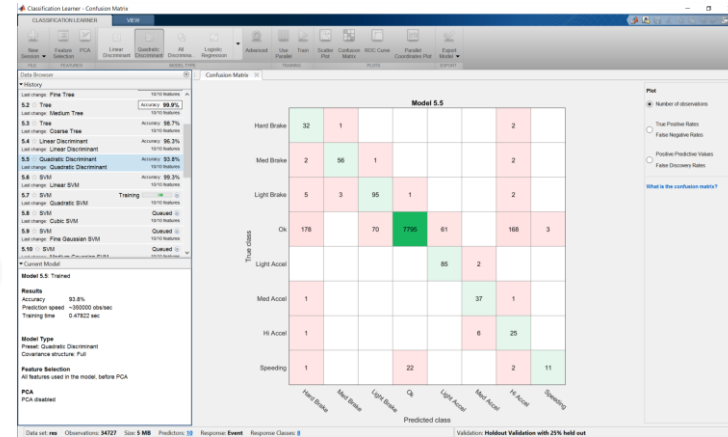 Classification Learner - Confusion Matrix
CLASSIFICATION LEARNER VIEW
New Session Feature Selection PCA Linear Discriminant Quadratic Discriminant All Discrimina... Logistic Regression Advanced Use Parallel Train Scatter Plot Confusion Matrix ROC Curve Parallel Coordinates Plot Export Model
FILE FEATURES MODEL TYPE TRAINING PLOTS EXPORT
Data Browser
History
Last change: Fine Tree 10/10 features
5.2 Tree Accuracy: 99.9%
Last change: Medium Tree 10/10 features
5.3 Tree Accuracy: 98.7%
Last change: Coarse Tree 10/10 features
5.4 Linear Discriminant Accuracy: 96.3%
Last change: Linear Discriminant 10/10 features
5.5 Quadratic Discriminant Accuracy: 93.8%
Last change: Quadratic Discriminant 10/10 features
5.6 SVM Accuracy: 99.3%
Last change: Linear SVM 10/10 features
5.7 SVM Training
Last change: Quadratic SVM 10/10 features
5.8 SVM Queued
Last change: Cubic SVM 10/10 features
5.9 SVM Queued
Last change: Fine Gaussian SVM 10/10 features
5.10 SVM Queued
Last change: Medium Gaussian SVM 10/10 features
Current Model
Model 5.5: Trained
Results
Accuracy 93.8%
Prediction speed ~350000 obs/sec
Training time 0.47822 sec
Model Type
Preset: Quadratic Discriminant
Covariance structure: Full
Feature Selection
All features used in the model, before PCA
PCA
PCA disabled
Confusion Matrix
Model 5.5
True class
Hard Brake 32 1 2
Med Brake 2 56 1 2
Light Brake 5 3 95 1 2
Ok 178 70 7795 61 168 3
Light Accel 85 2
Med Accel 1 37 1
Hi Accel 1 6 25
Speeding 1 22 2 11
Hard Brake Med Brake Light Brake Ok Light Accel Med Accel Hi Accel Speeding
Predicted class
Plot
Number of observations
True Positive Rates
False Negative Rates
Positive Predictive Values
False Discovery Rates
What is the confusion matrix?
Data set: res Observations: 34727 Size: 5 MB Predictors: 10 Response: Event Response Classes: 8 Validation: Holdout Validation with 25% held out